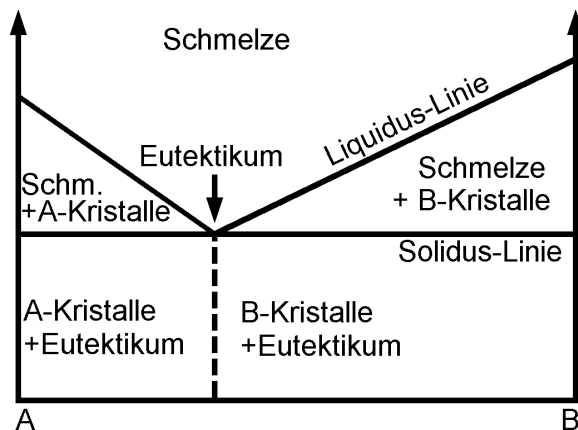 Schmelze
Liquidus-Linie
Eutektikum
Schm.
+A-Kristalle
Schmelze
+ B-Kristalle
Solidus-Linie
A-Kristalle
+Eutektikum
B-Kristalle
+Eutektikum
A
B